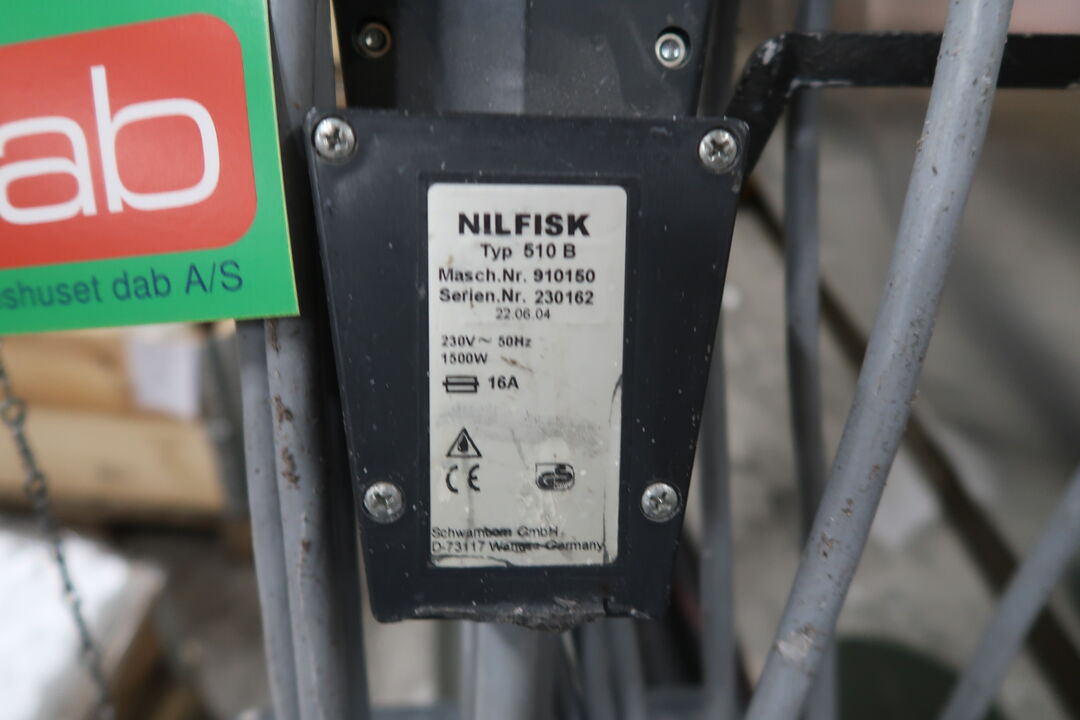 ab
shuset dab A/S
NILFISK
Typ 510 B
Masch.Nr. 910150
Serien.Nr. 230162
22.06.04
230V ~ 50Hz
1500W
16A
CE
GS
Schwamborn GmbH
D-73117 Wangen Germany